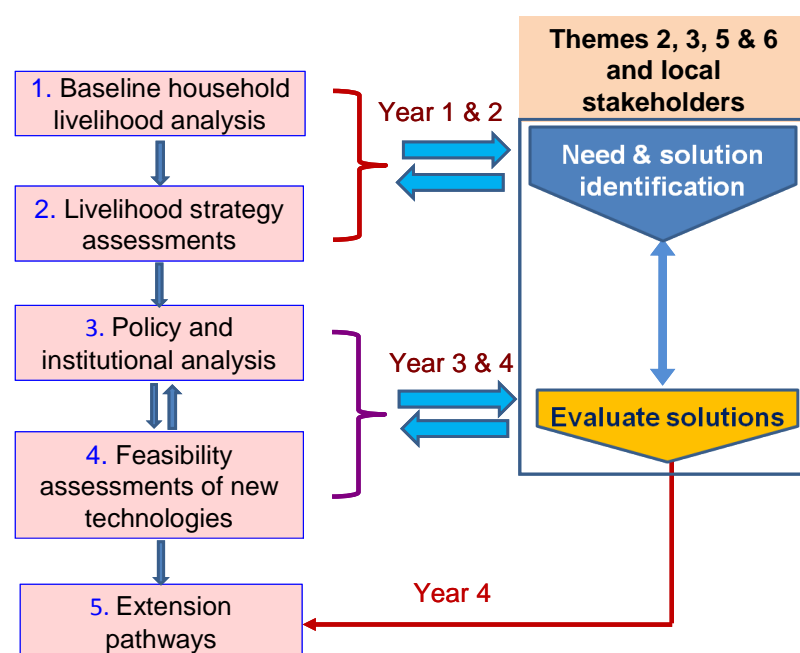 Themes 2, 3, 5 & 6
and local
stakeholders
1. Baseline household
livelihood analysis
Year 1 & 2
Need & solution
identification
2. Livelihood strategy
assessments
3. Policy and
institutional analysis
Year 3 & 4
Evaluate solutions
4. Feasibility
assessments of new
technologies
5. Extension
pathways
Year 4